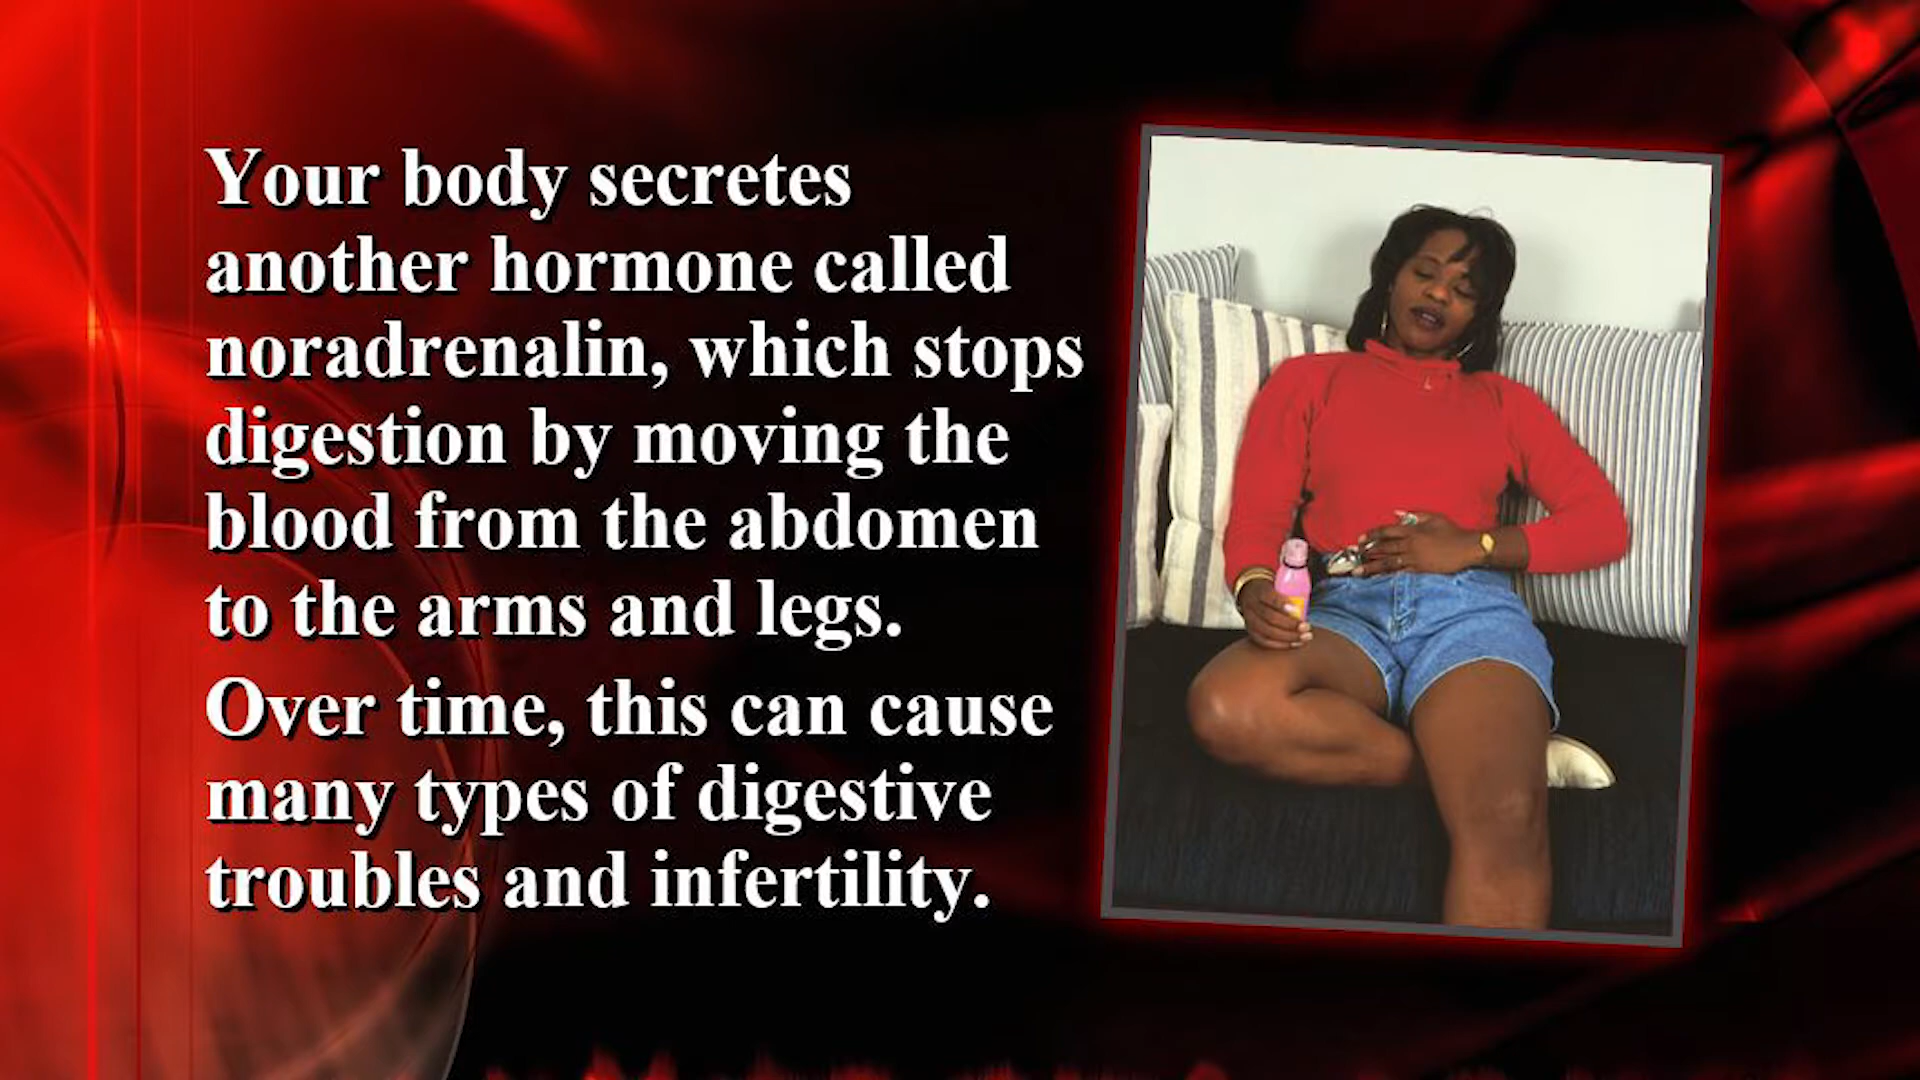 Your body secretes
another hormone called
noradrenalin, which stops
digestion by moving the
blood from the abdomen
to the arms and legs.
Over time, this can cause
many types of digestive
troubles and infertility.